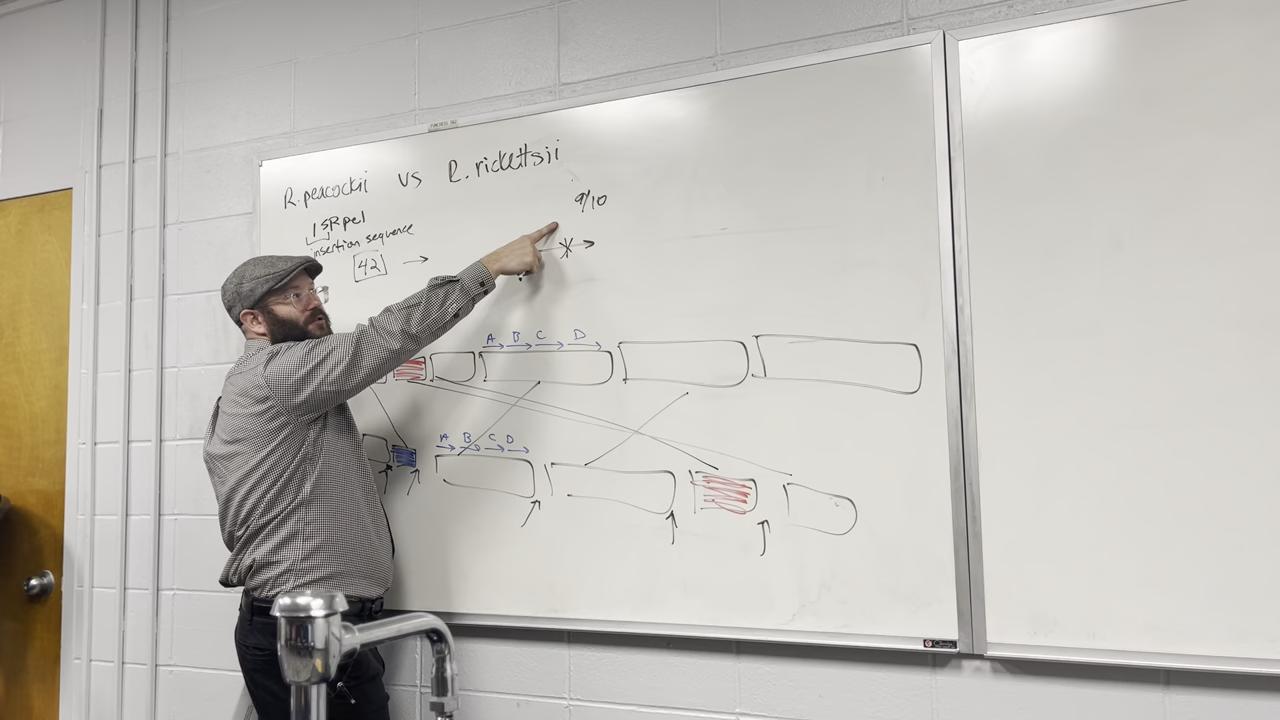 R. peacockii vs R. rickettsii
ISRpe1
insertion sequence
42 →
9/10
A B C D
A B C D